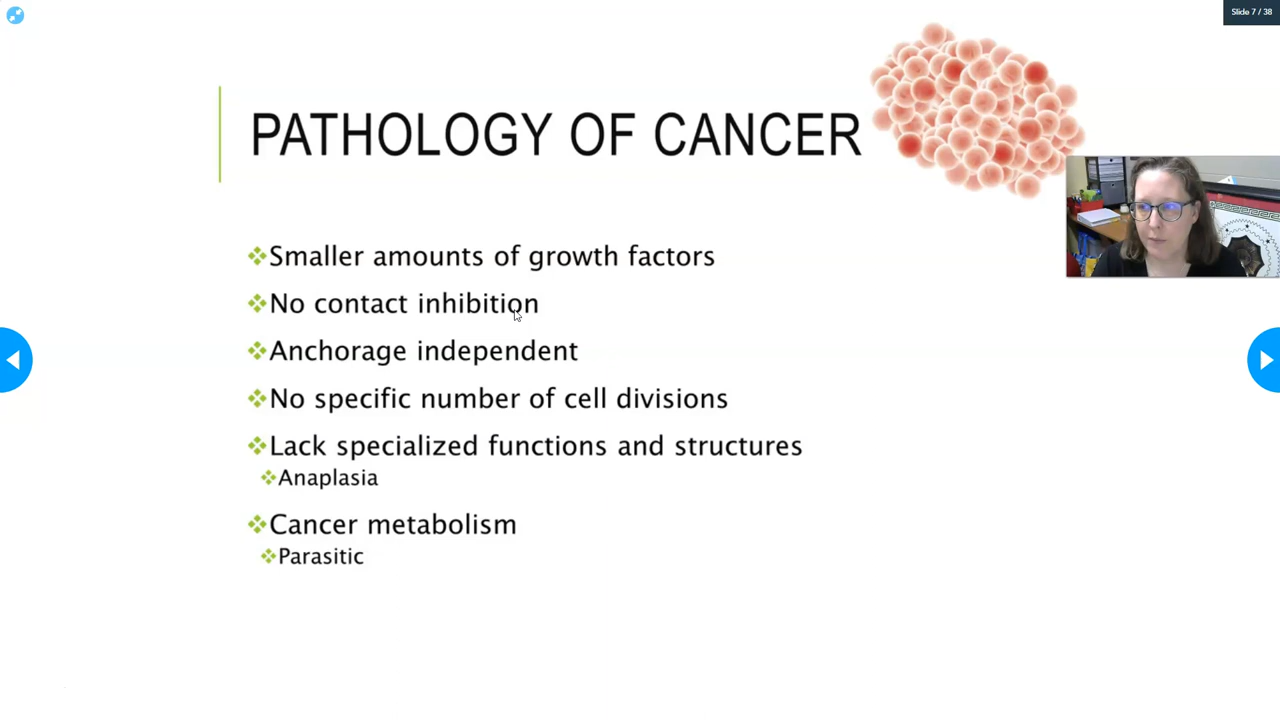 Slide 7 / 38
PATHOLOGY OF CANCER
Smaller amounts of growth factors
No contact inhibition
Anchorage independent
No specific number of cell divisions
Lack specialized functions and structures
Anaplasia
Cancer metabolism
Parasitic